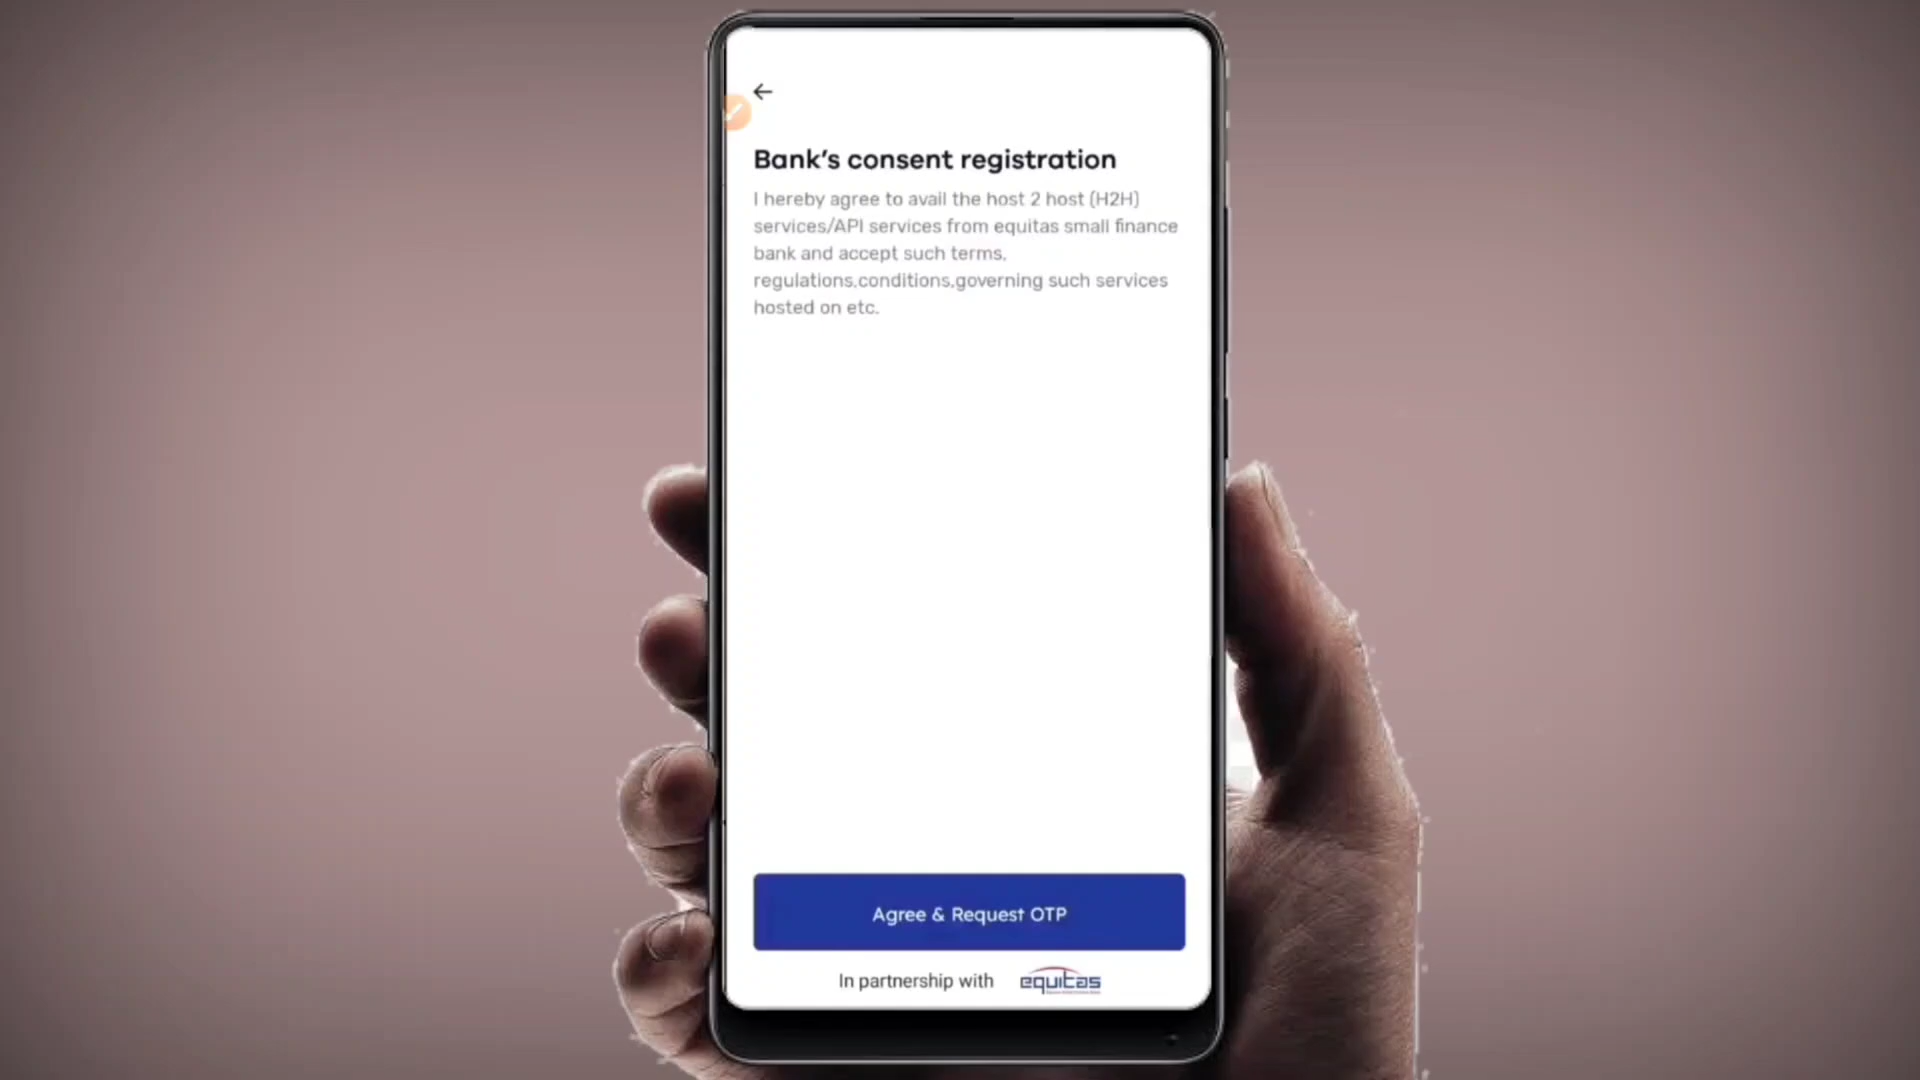 Bank’s consent registration
I hereby agree to avail the host 2 host (H2H)
services/API services from equitas small finance
bank and accept such terms,
regulations,conditions,governing such services
hosted on etc.
Agree & Request OTP
In partnership with equitas